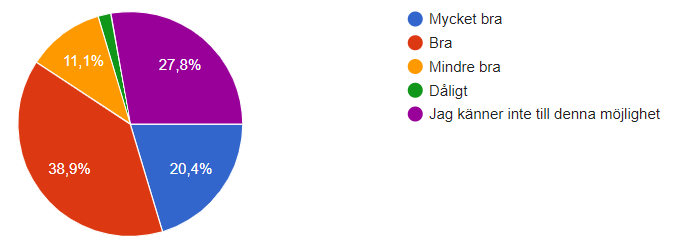 Mycket bra
Bra
Mindre bra
Dåligt
Jag känner inte till denna möjlighet
11,1%
27,8%
38,9%
20,4%